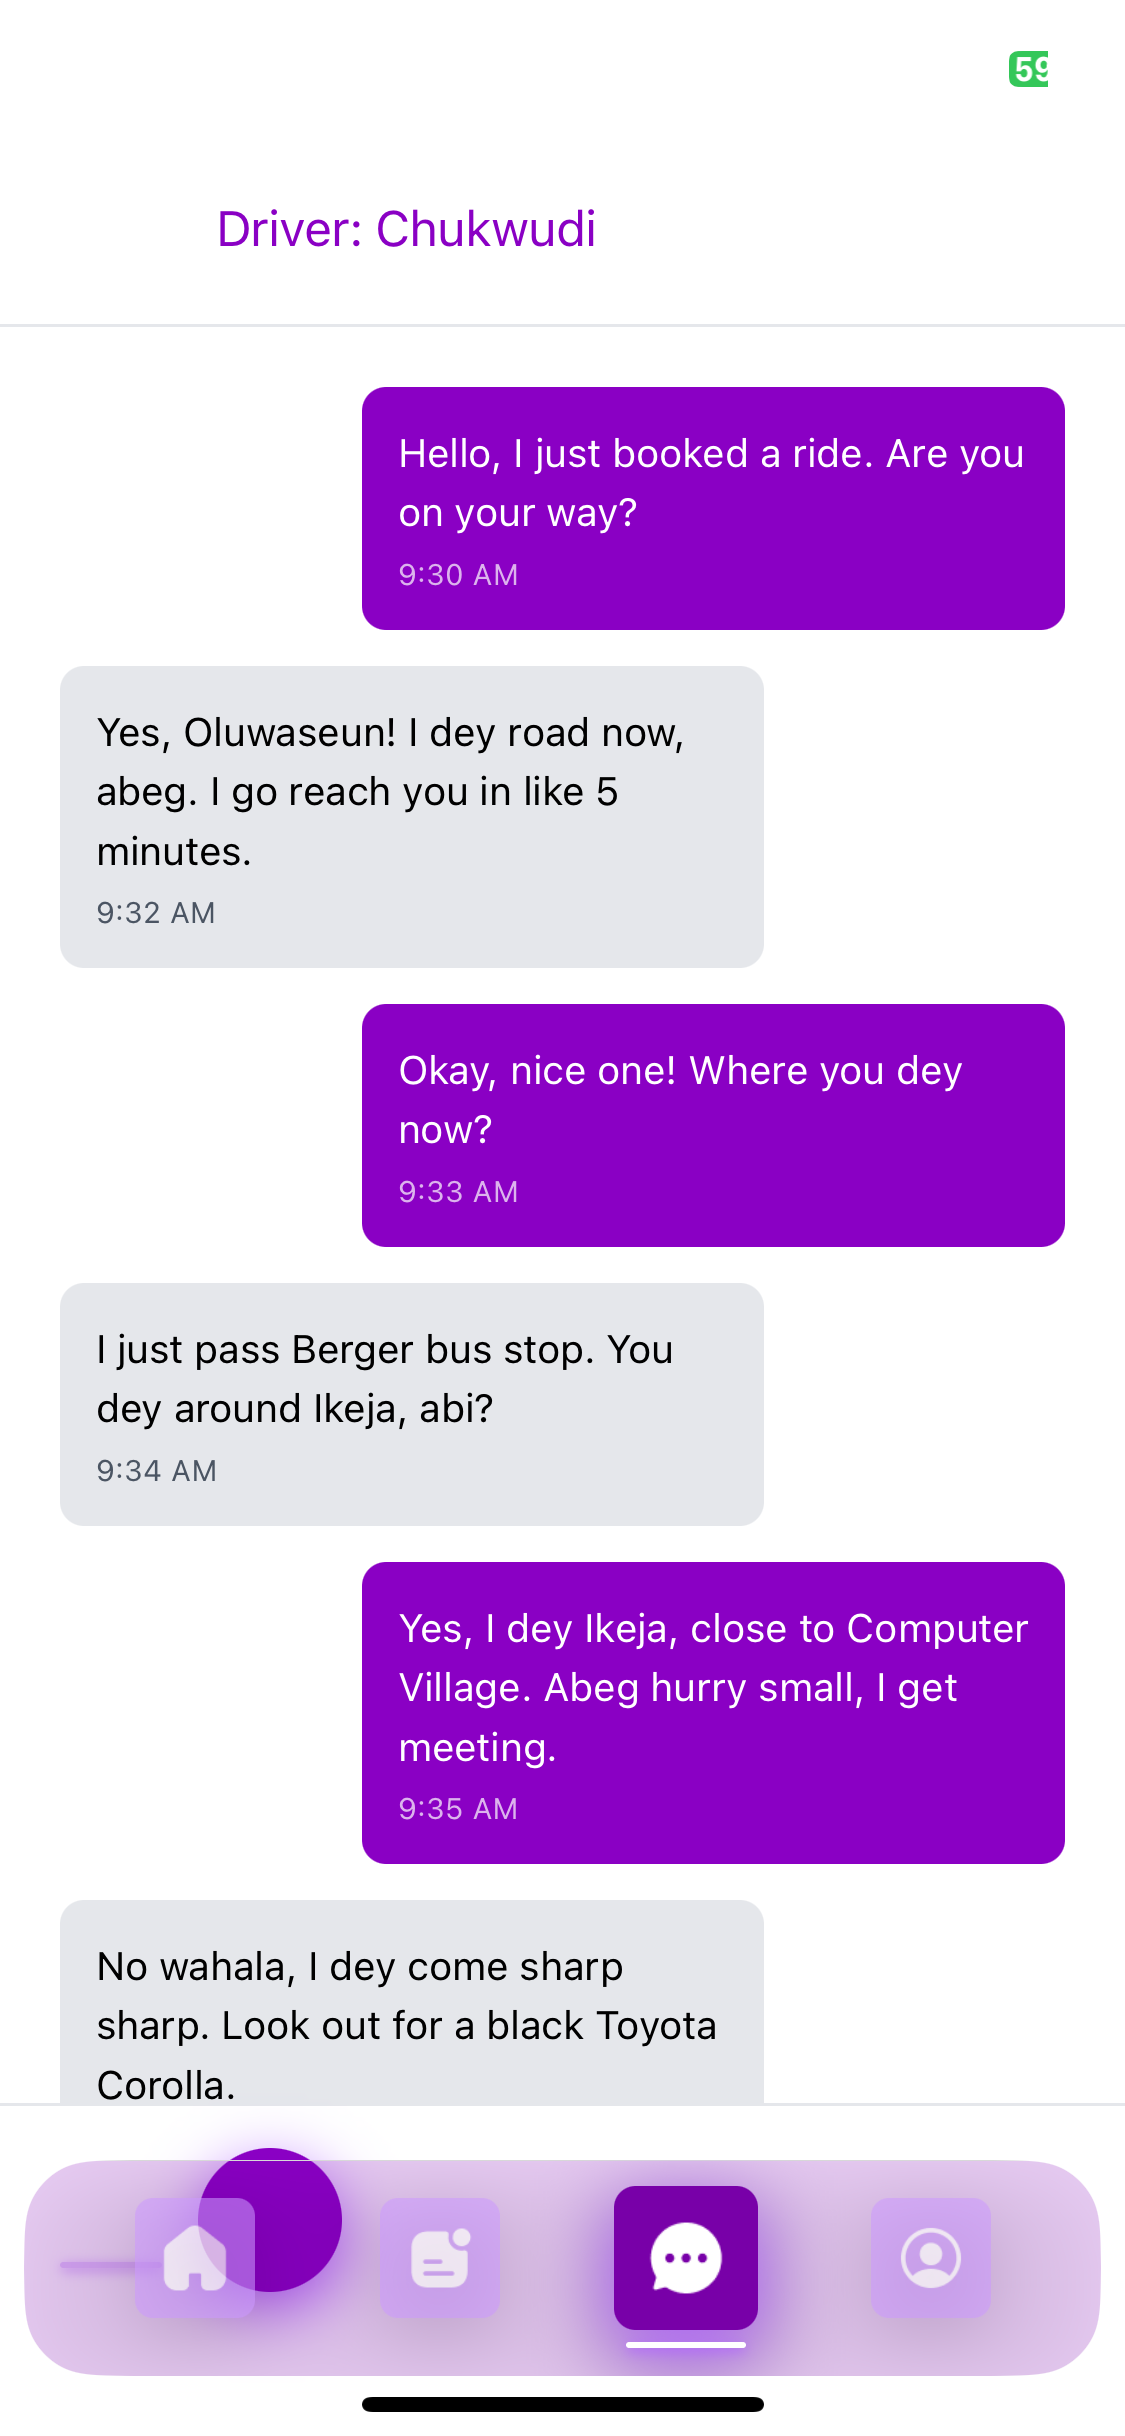 59
Driver: Chukwudi
Hello, I just booked a ride. Are you
on your way?
9:30 AM
Yes, Oluwaseun! I dey road now,
abeg. I go reach you in like 5
minutes.
9:32 AM
Okay, nice one! Where you dey
now?
9:33 AM
I just pass Berger bus stop. You
dey around Ikeja, abi?
9:34 AM
Yes, I dey Ikeja, close to Computer
Village. Abeg hurry small, I get
meeting.
9:35 AM
No wahala, I dey come sharp
sharp. Look out for a black Toyota
Corolla.